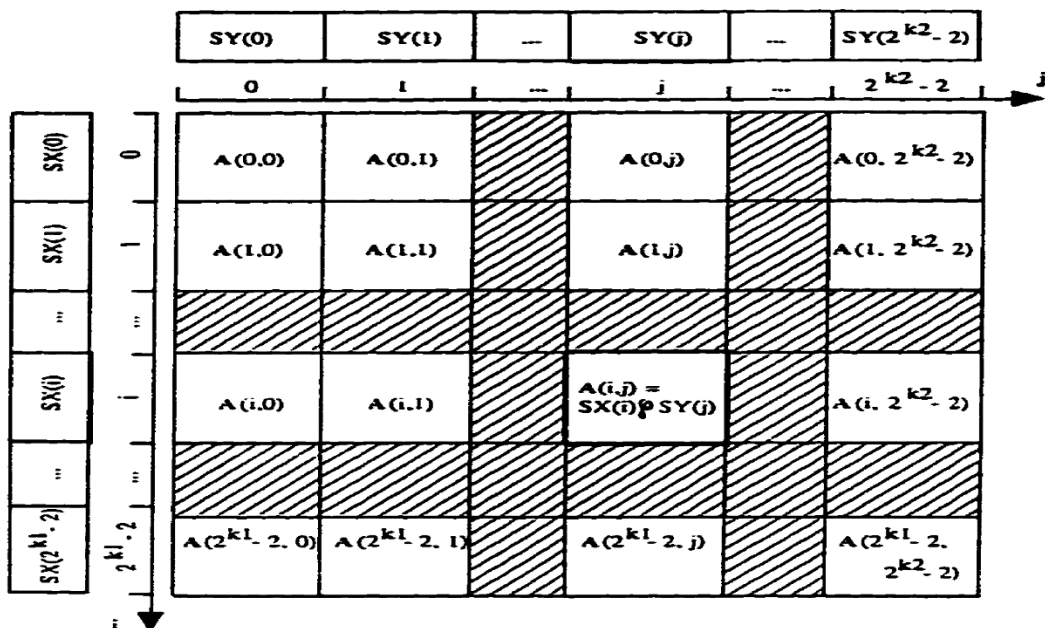 SY(0) SY(1) ... SY(j) ... SY(2^k2 - 2)
0 1 ... j ... 2^k2 - 2 j
SX(0) 0 A(0,0) A(0,1) A(0,j) A(0, 2^k2 - 2)
SX(1) 1 A(1,0) A(1,1) A(1,j) A(1, 2^k2 - 2)
... ...
SX(i) i A(i,0) A(i,1) A(i,j) = A(i, 2^k2 - 2)
SX(i) φ SY(j)
... ...
SX(2^k1 - 2) 2^k1 - 2 A(2^k1 - 2, 0) A(2^k1 - 2, 1) A(2^k1 - 2, j) A(2^k1 - 2,
2^k2 - 2)